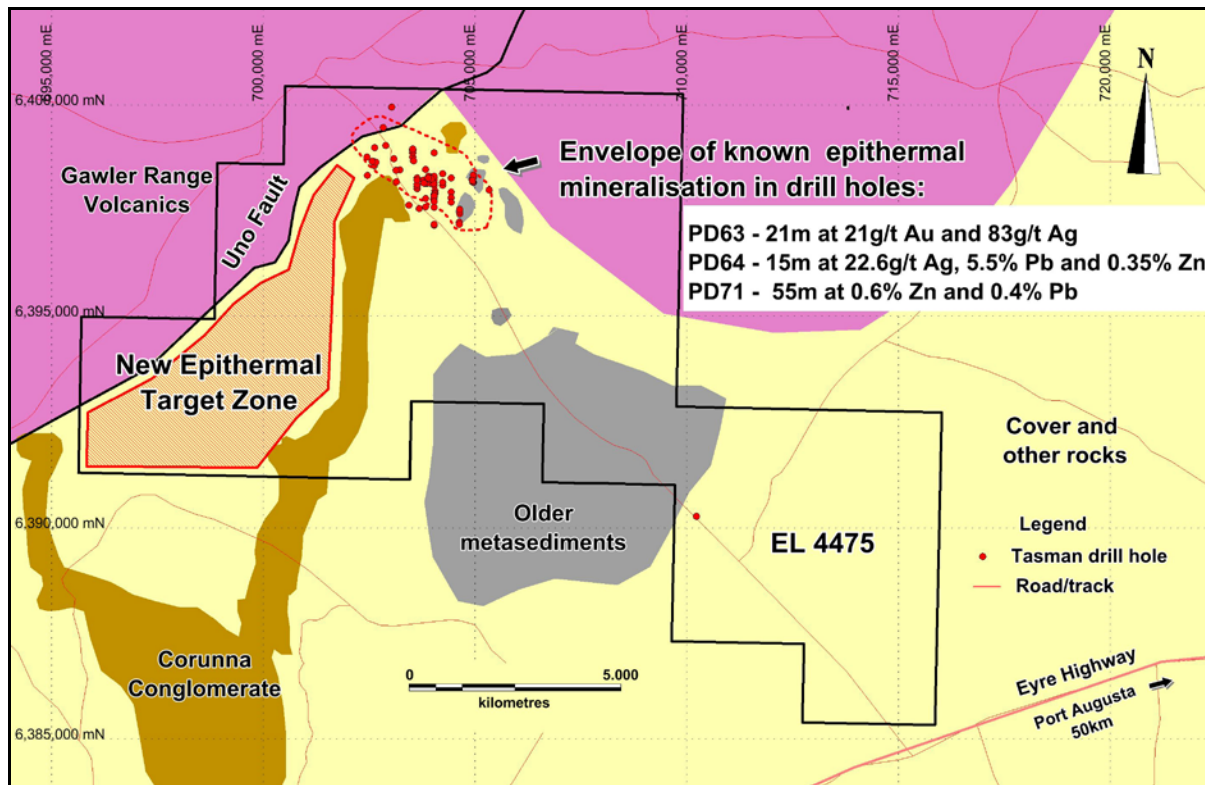 695,000 mE
700,000 mE
705,000 mE
710,000 mE
715,000 mE
720,000 mE
6,400,000 mN
N
Envelope of known epithermal
mineralisation in drill holes:
Gawler Range
Volcanics
Uno Fault
PD63 - 21m at 21g/t Au and 83g/t Ag
PD64 - 15m at 22.6g/t Ag, 5.5% Pb and 0.35% Zn
PD71 - 55m at 0.6% Zn and 0.4% Pb
6,395,000 mN
New Epithermal
Target Zone
Cover and
other rocks
6,390,000 mN
Older
metasediments
EL 4475
Legend
Tasman drill hole
Road/track
Corunna
Conglomerate
0
5.000
kilometres
Eyre Highway
Port Augusta
50km
6,385,000 mN